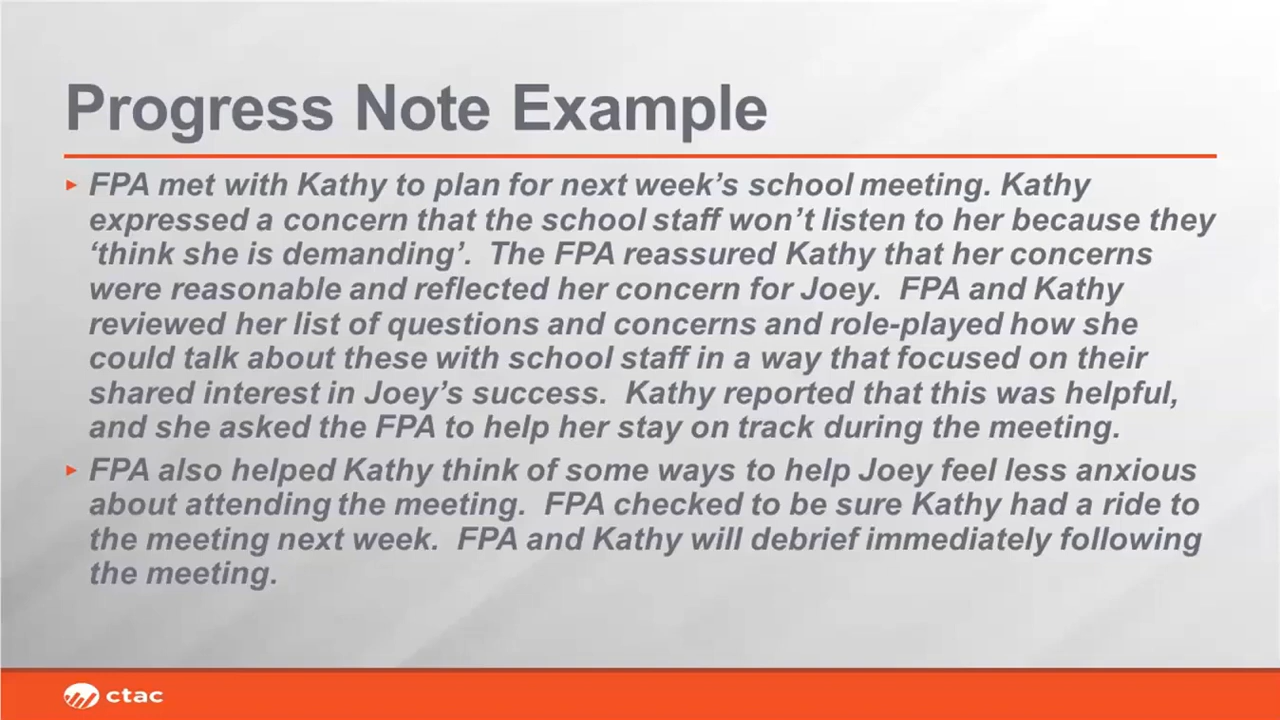 Progress Note Example
▸ FPA met with Kathy to plan for next week’s school meeting. Kathy
expressed a concern that the school staff won’t listen to her because they
‘think she is demanding’. The FPA reassured Kathy that her concerns
were reasonable and reflected her concern for Joey. FPA and Kathy
reviewed her list of questions and concerns and role-played how she
could talk about these with school staff in a way that focused on their
shared interest in Joey’s success. Kathy reported that this was helpful,
and she asked the FPA to help her stay on track during the meeting.
▸ FPA also helped Kathy think of some ways to help Joey feel less anxious
about attending the meeting. FPA checked to be sure Kathy had a ride to
the meeting next week. FPA and Kathy will debrief immediately following
the meeting.
ctac